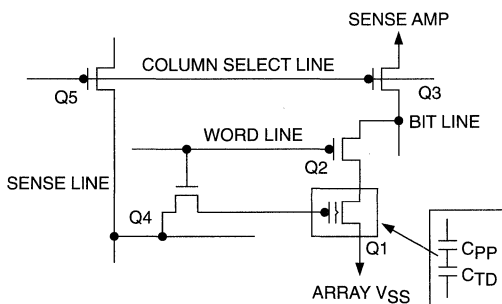 SENSE AMP
COLUMN SELECT LINE
Q5
Q3
BIT LINE
WORD LINE
Q2
SENSE LINE
Q4
Q1
CPP
CTD
ARRAY VSS